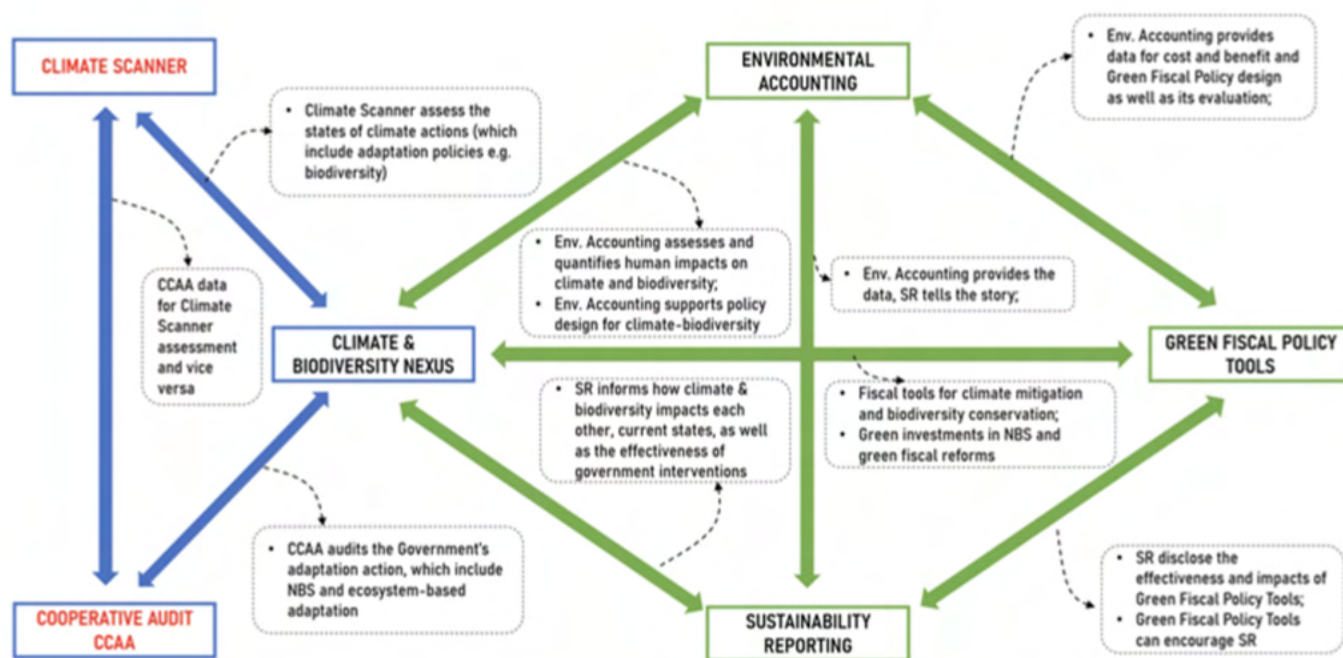 CLIMATE SCANNER
• Climate Scanner assess the
states of climate actions (which
include adaptation policies e.g.
biodiversity)
ENVIRONMENTAL
ACCOUNTING
• Env. Accounting provides
data for cost and benefit and
Green Fiscal Policy design
as well as its evaluation;
CCAA data
for Climate
Scanner
assessment
and vice
versa
• Env. Accounting assesses and
quantifies human impacts on
climate and biodiversity;
• Env. Accounting supports policy
design for climate-biodiversity
• Env. Accounting provides the
data, SR tells the story;
CLIMATE &
BIODIVERSITY NEXUS
GREEN FISCAL POLICY
TOOLS
• SR informs how climate &
biodiversity impacts each
other, current states, as well
as the effectiveness of
government interventions
• Fiscal tools for climate mitigation
and biodiversity conservation;
• Green investments in NBS and
green fiscal reforms
• CCAA audits the Government's
adaptation action, which include
NBS and ecosystem-based
adaptation
• SR disclose the
effectiveness and impacts of
Green Fiscal Policy Tools;
• Green Fiscal Policy Tools
can encourage SR
COOPERATIVE AUDIT
CCAA
SUSTAINABILITY
REPORTING